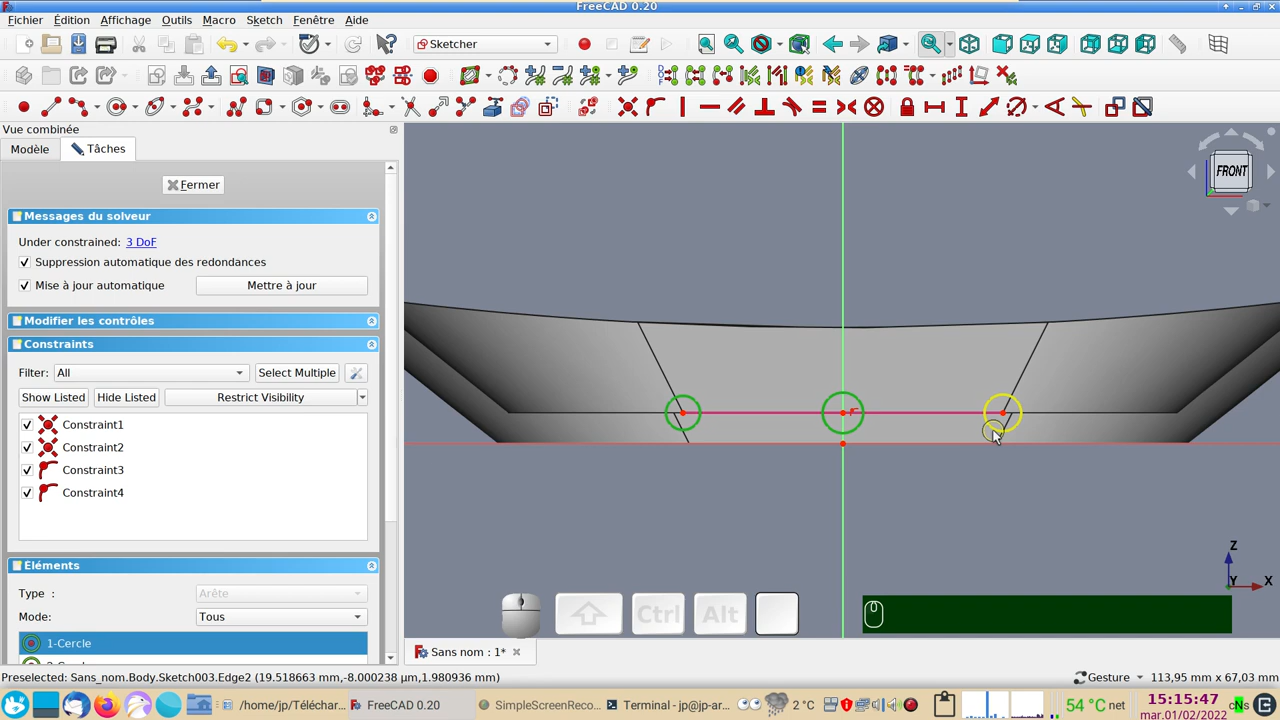 FreeCAD 0.20
Fichier Édition Affichage Outils Macro Sketch Fenêtre Aide
Sketcher
Vue combinée
Modèle Tâches
Fermer
Messages du solveur
Under constrained: 3 DoF
Suppression automatique des redondances
Mise à jour automatique Mettre à jour
Modifier les contrôles
Constraints
Filter: All Select Multiple
Show Listed Hide Listed Restrict Visibility
Constraint1
Constraint2
Constraint3
Constraint4
Eléments
Type : Arête
Mode: Tous
1-Cercle
FRONT
Z
Y X
Ctrl Alt
Sans nom : 1*
Preselected: Sans_nom.Body.Sketch003.Edge2 (19.518663 mm,-8.000238 µm,1.980936 mm) Gesture 113,95 mm x 67,03 mm
/home/jp/Téléchar... FreeCAD 0.20 SimpleScreenReco... Terminal - jp@jp-ar... 2 °C 54 °C net 15:15:47
mar.01/02/2022